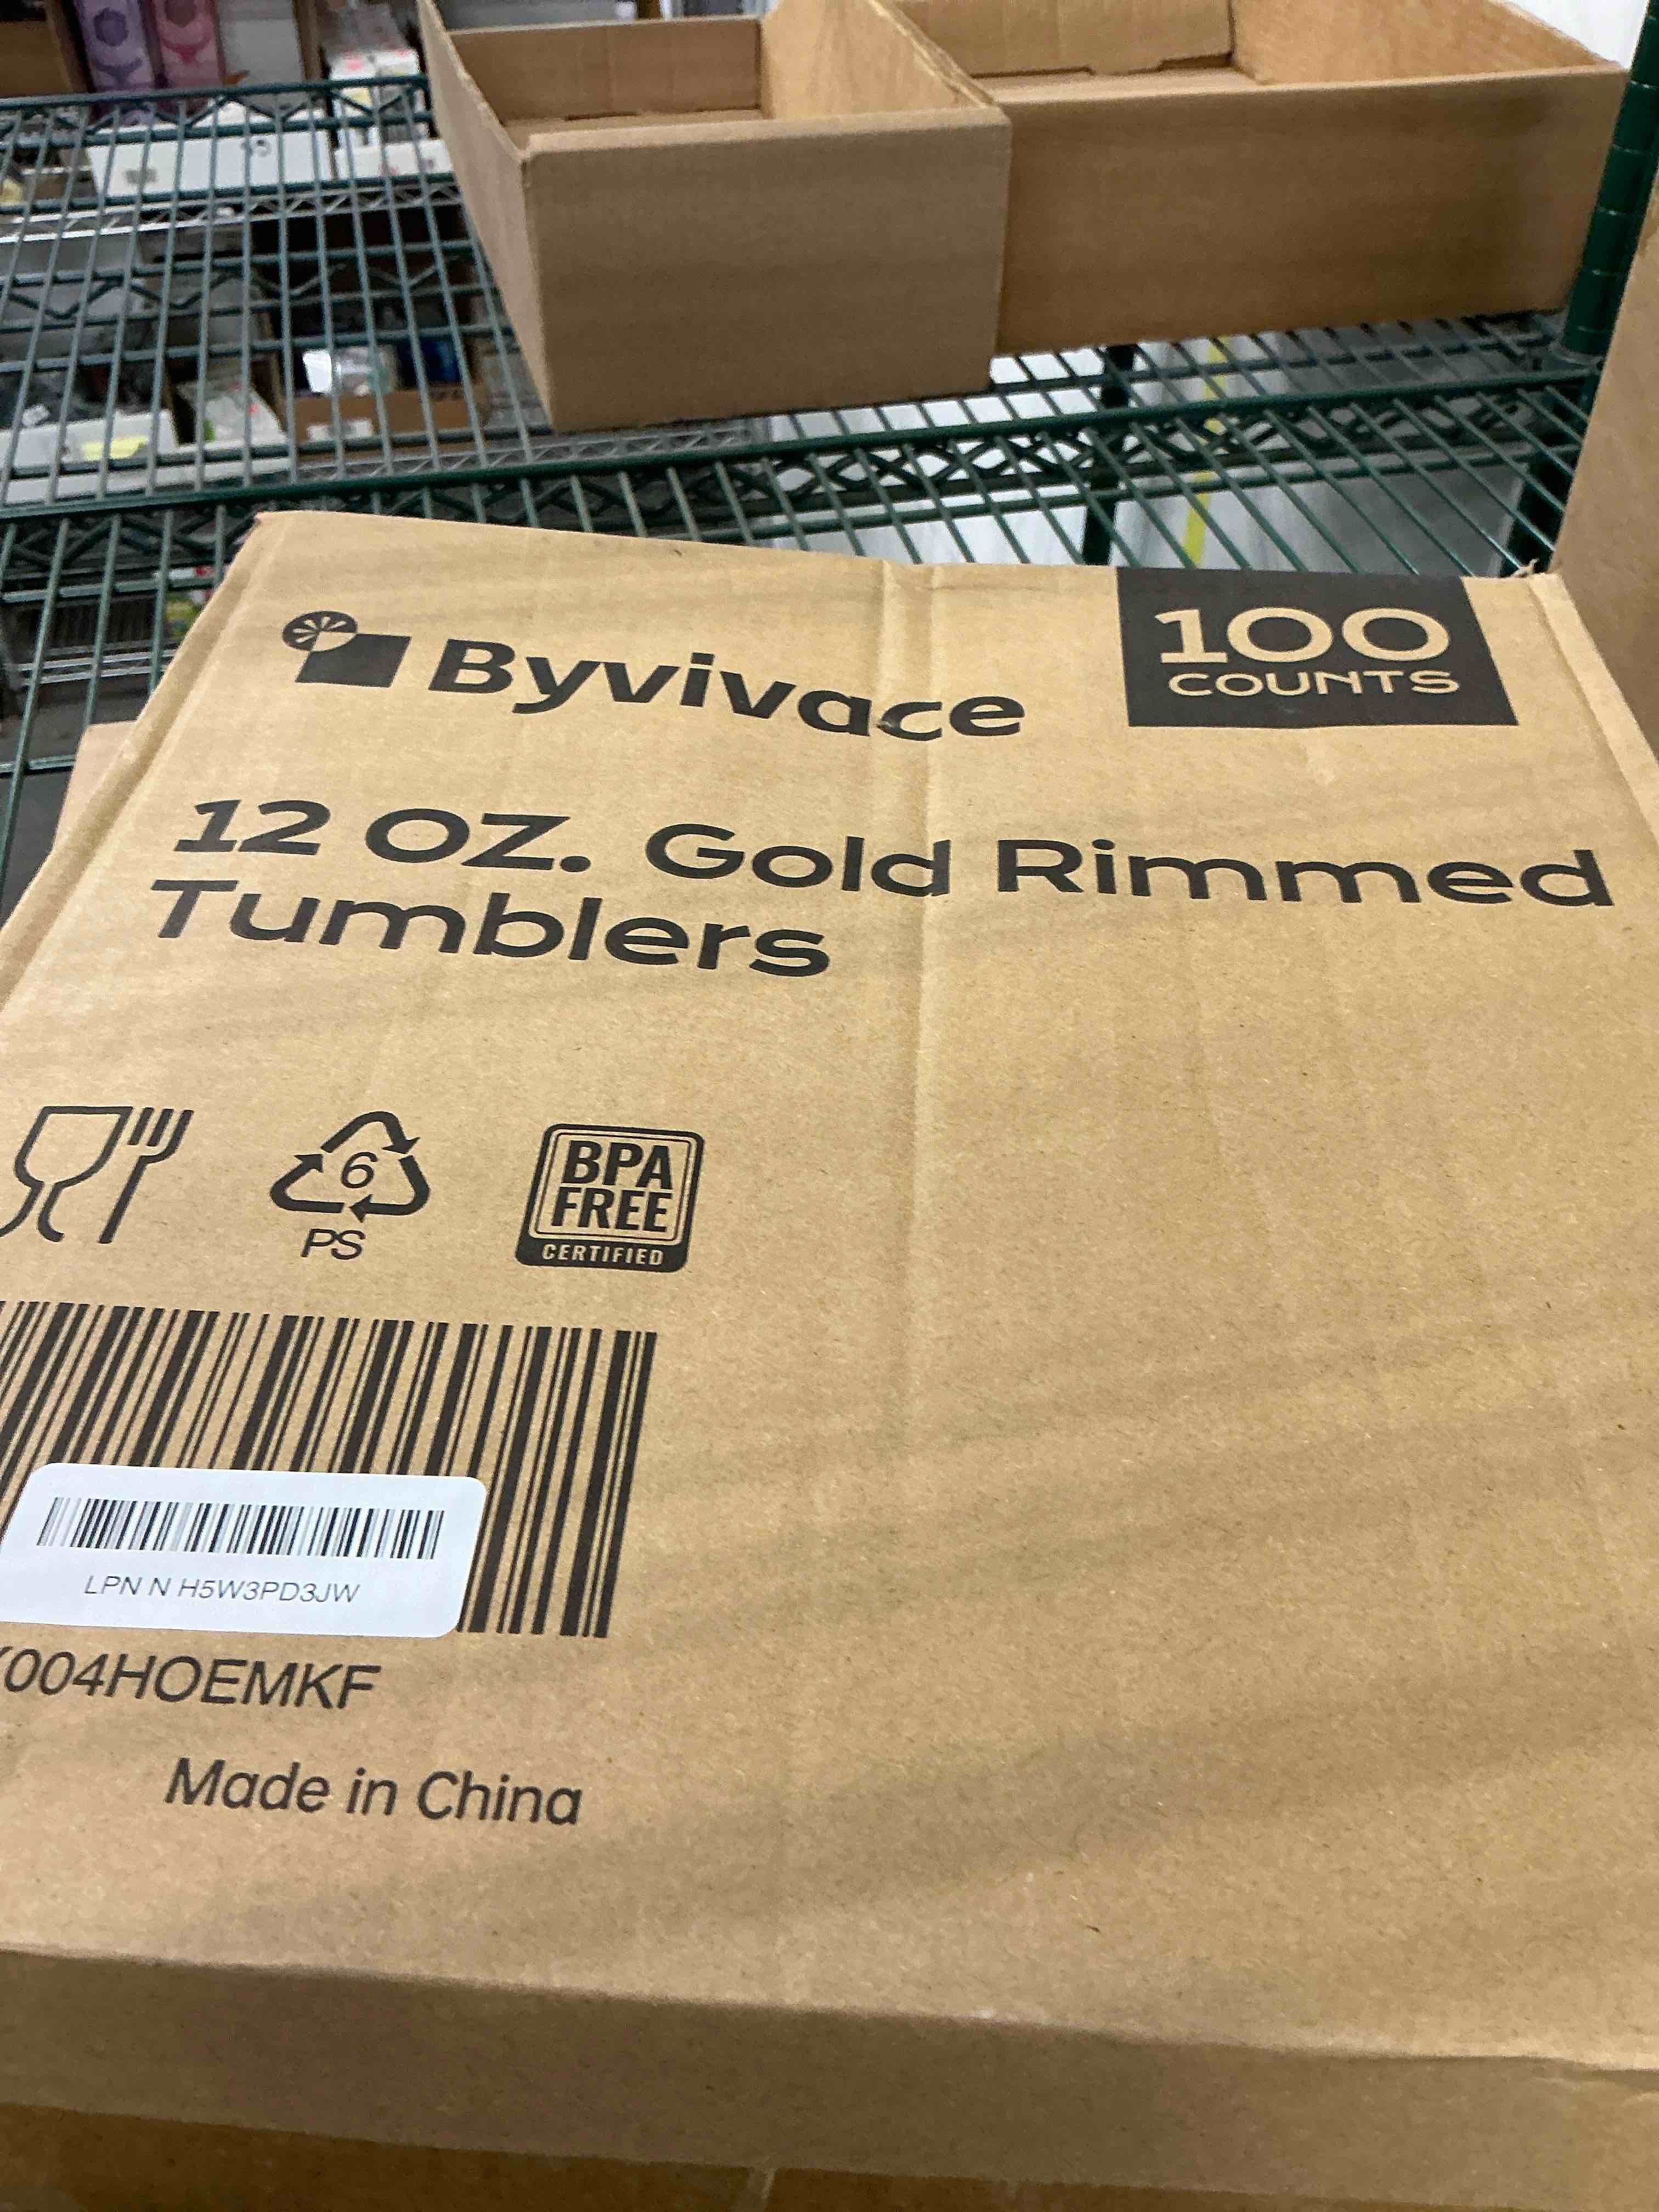 Byvivace
100
COUNTS
12 OZ. Gold Rimmed
Tumblers
6
PS
BPA
FREE
CERTIFIED
LPN N H5W3PD3JW
004HOEMKF
Made in China